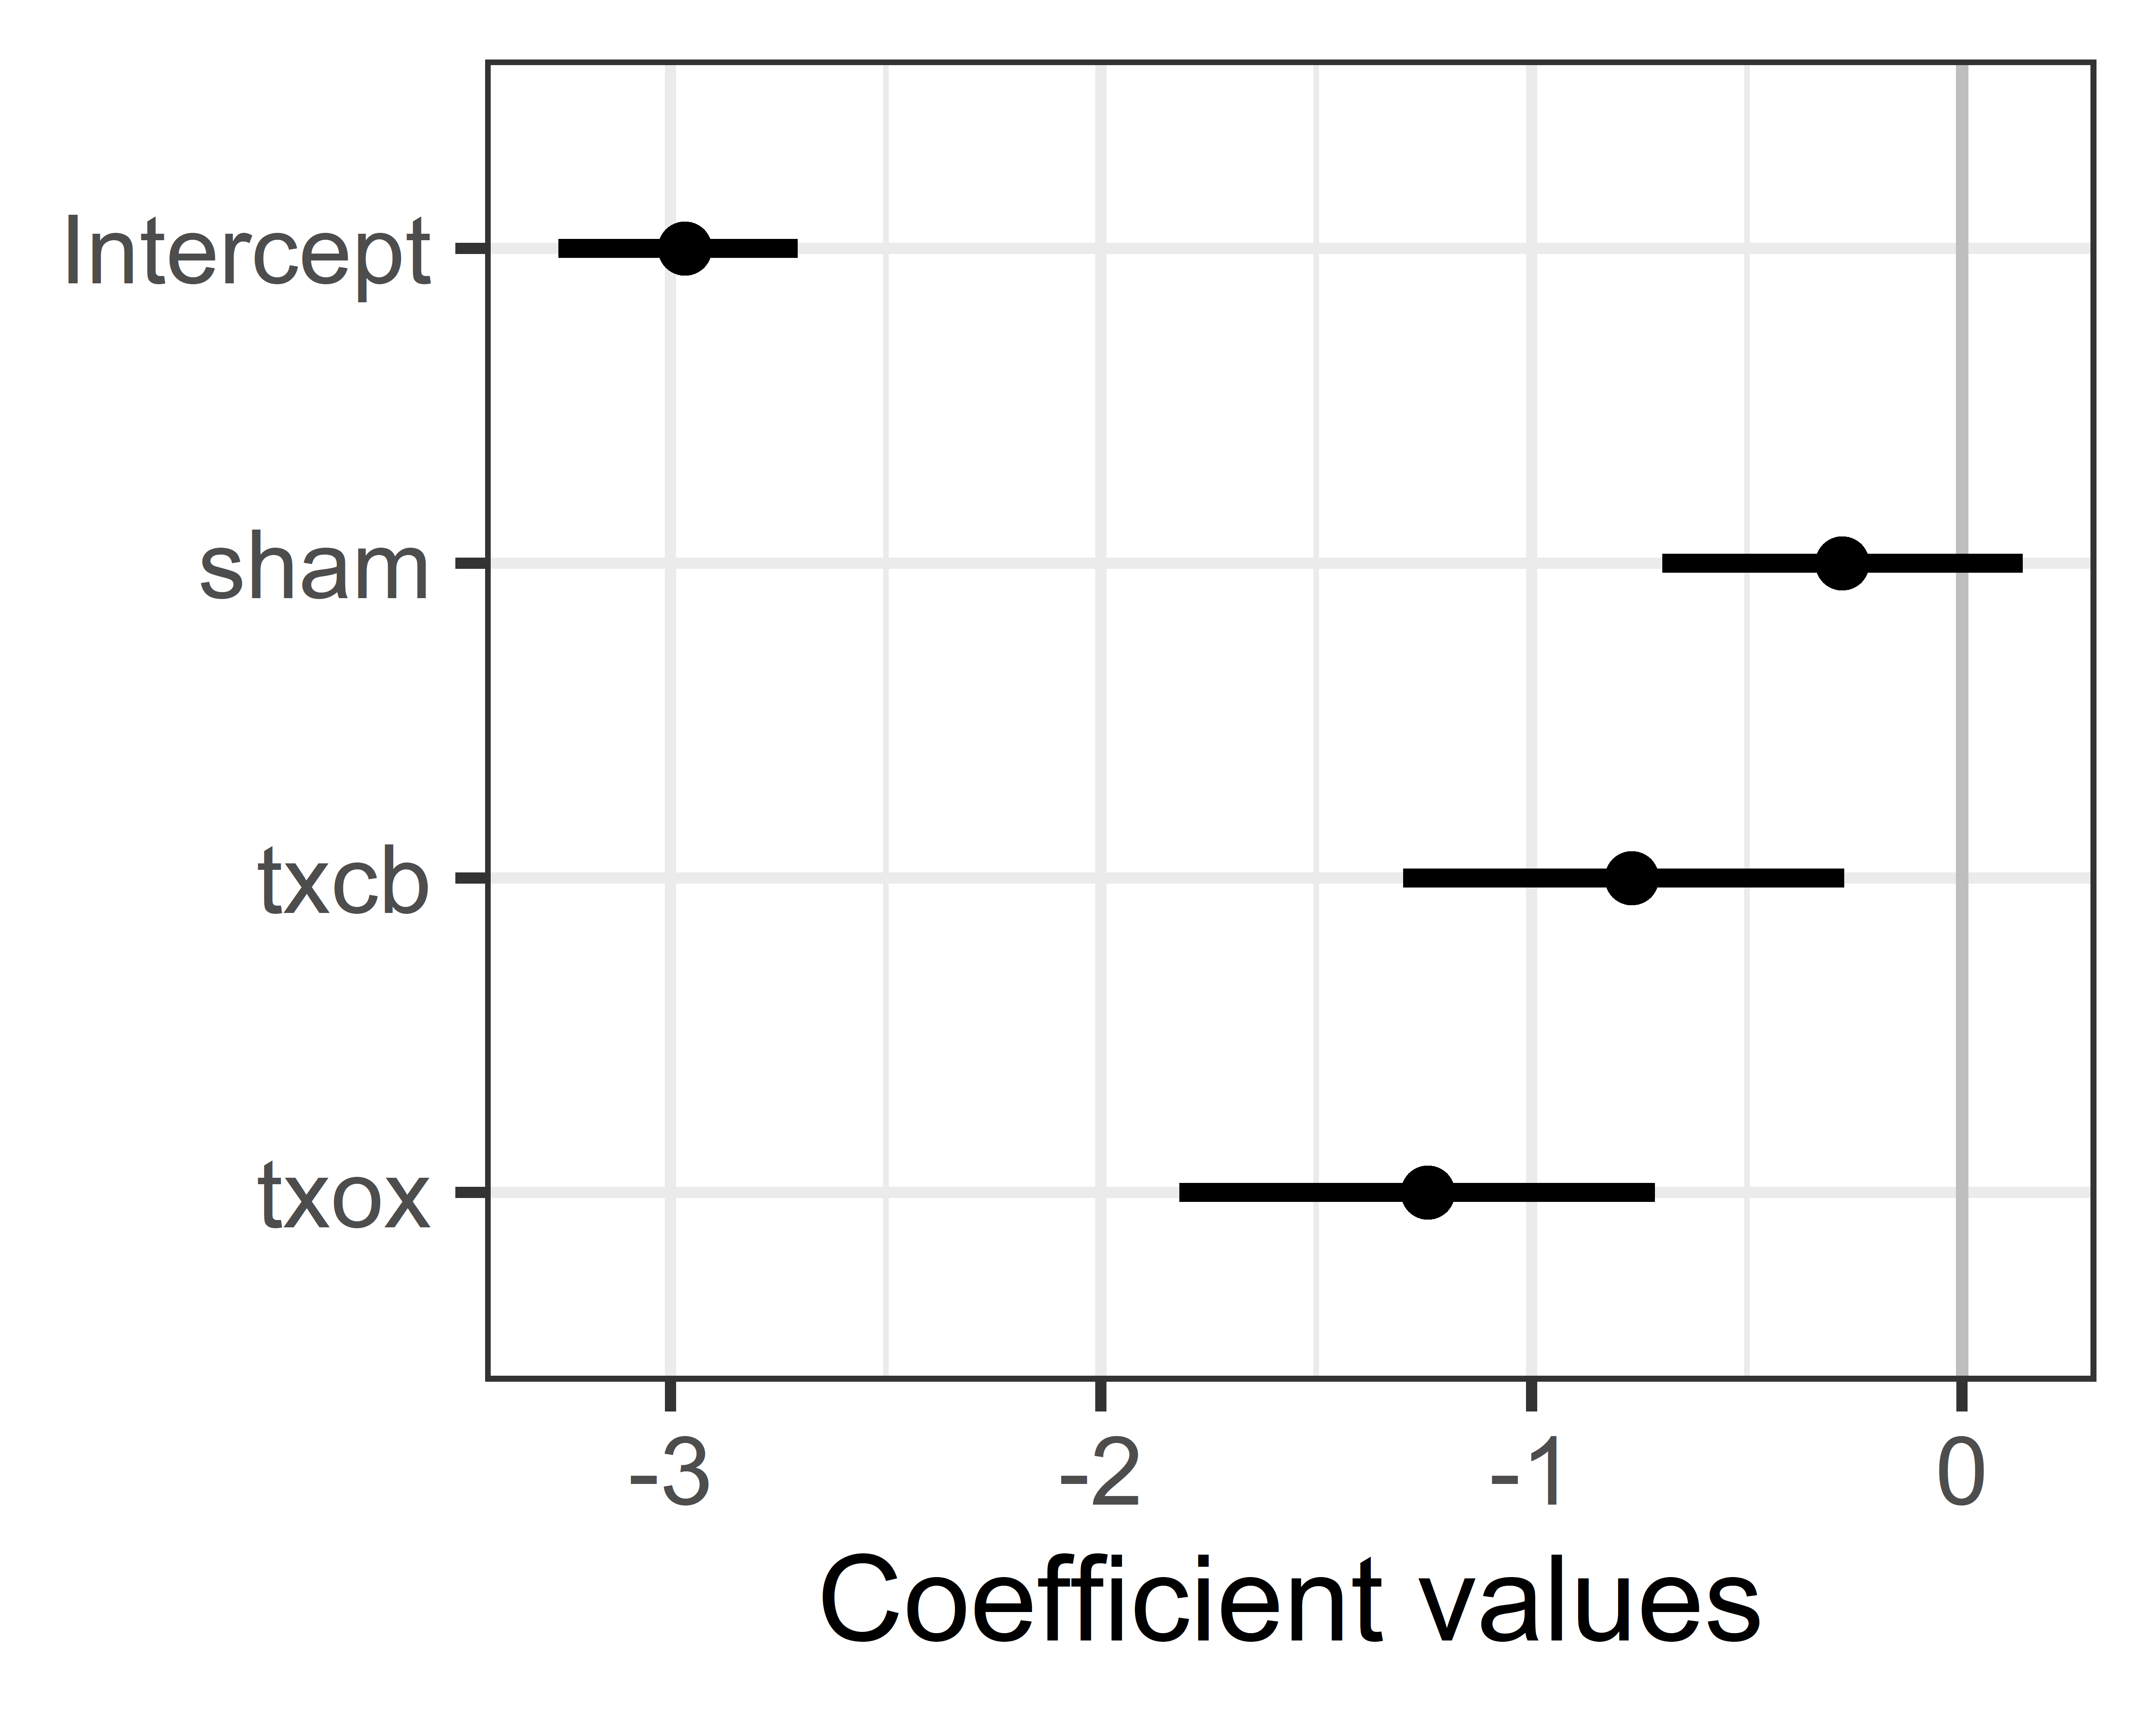 Intercept
sham
txcb
txox
-3 -2 -1 0
Coefficient values